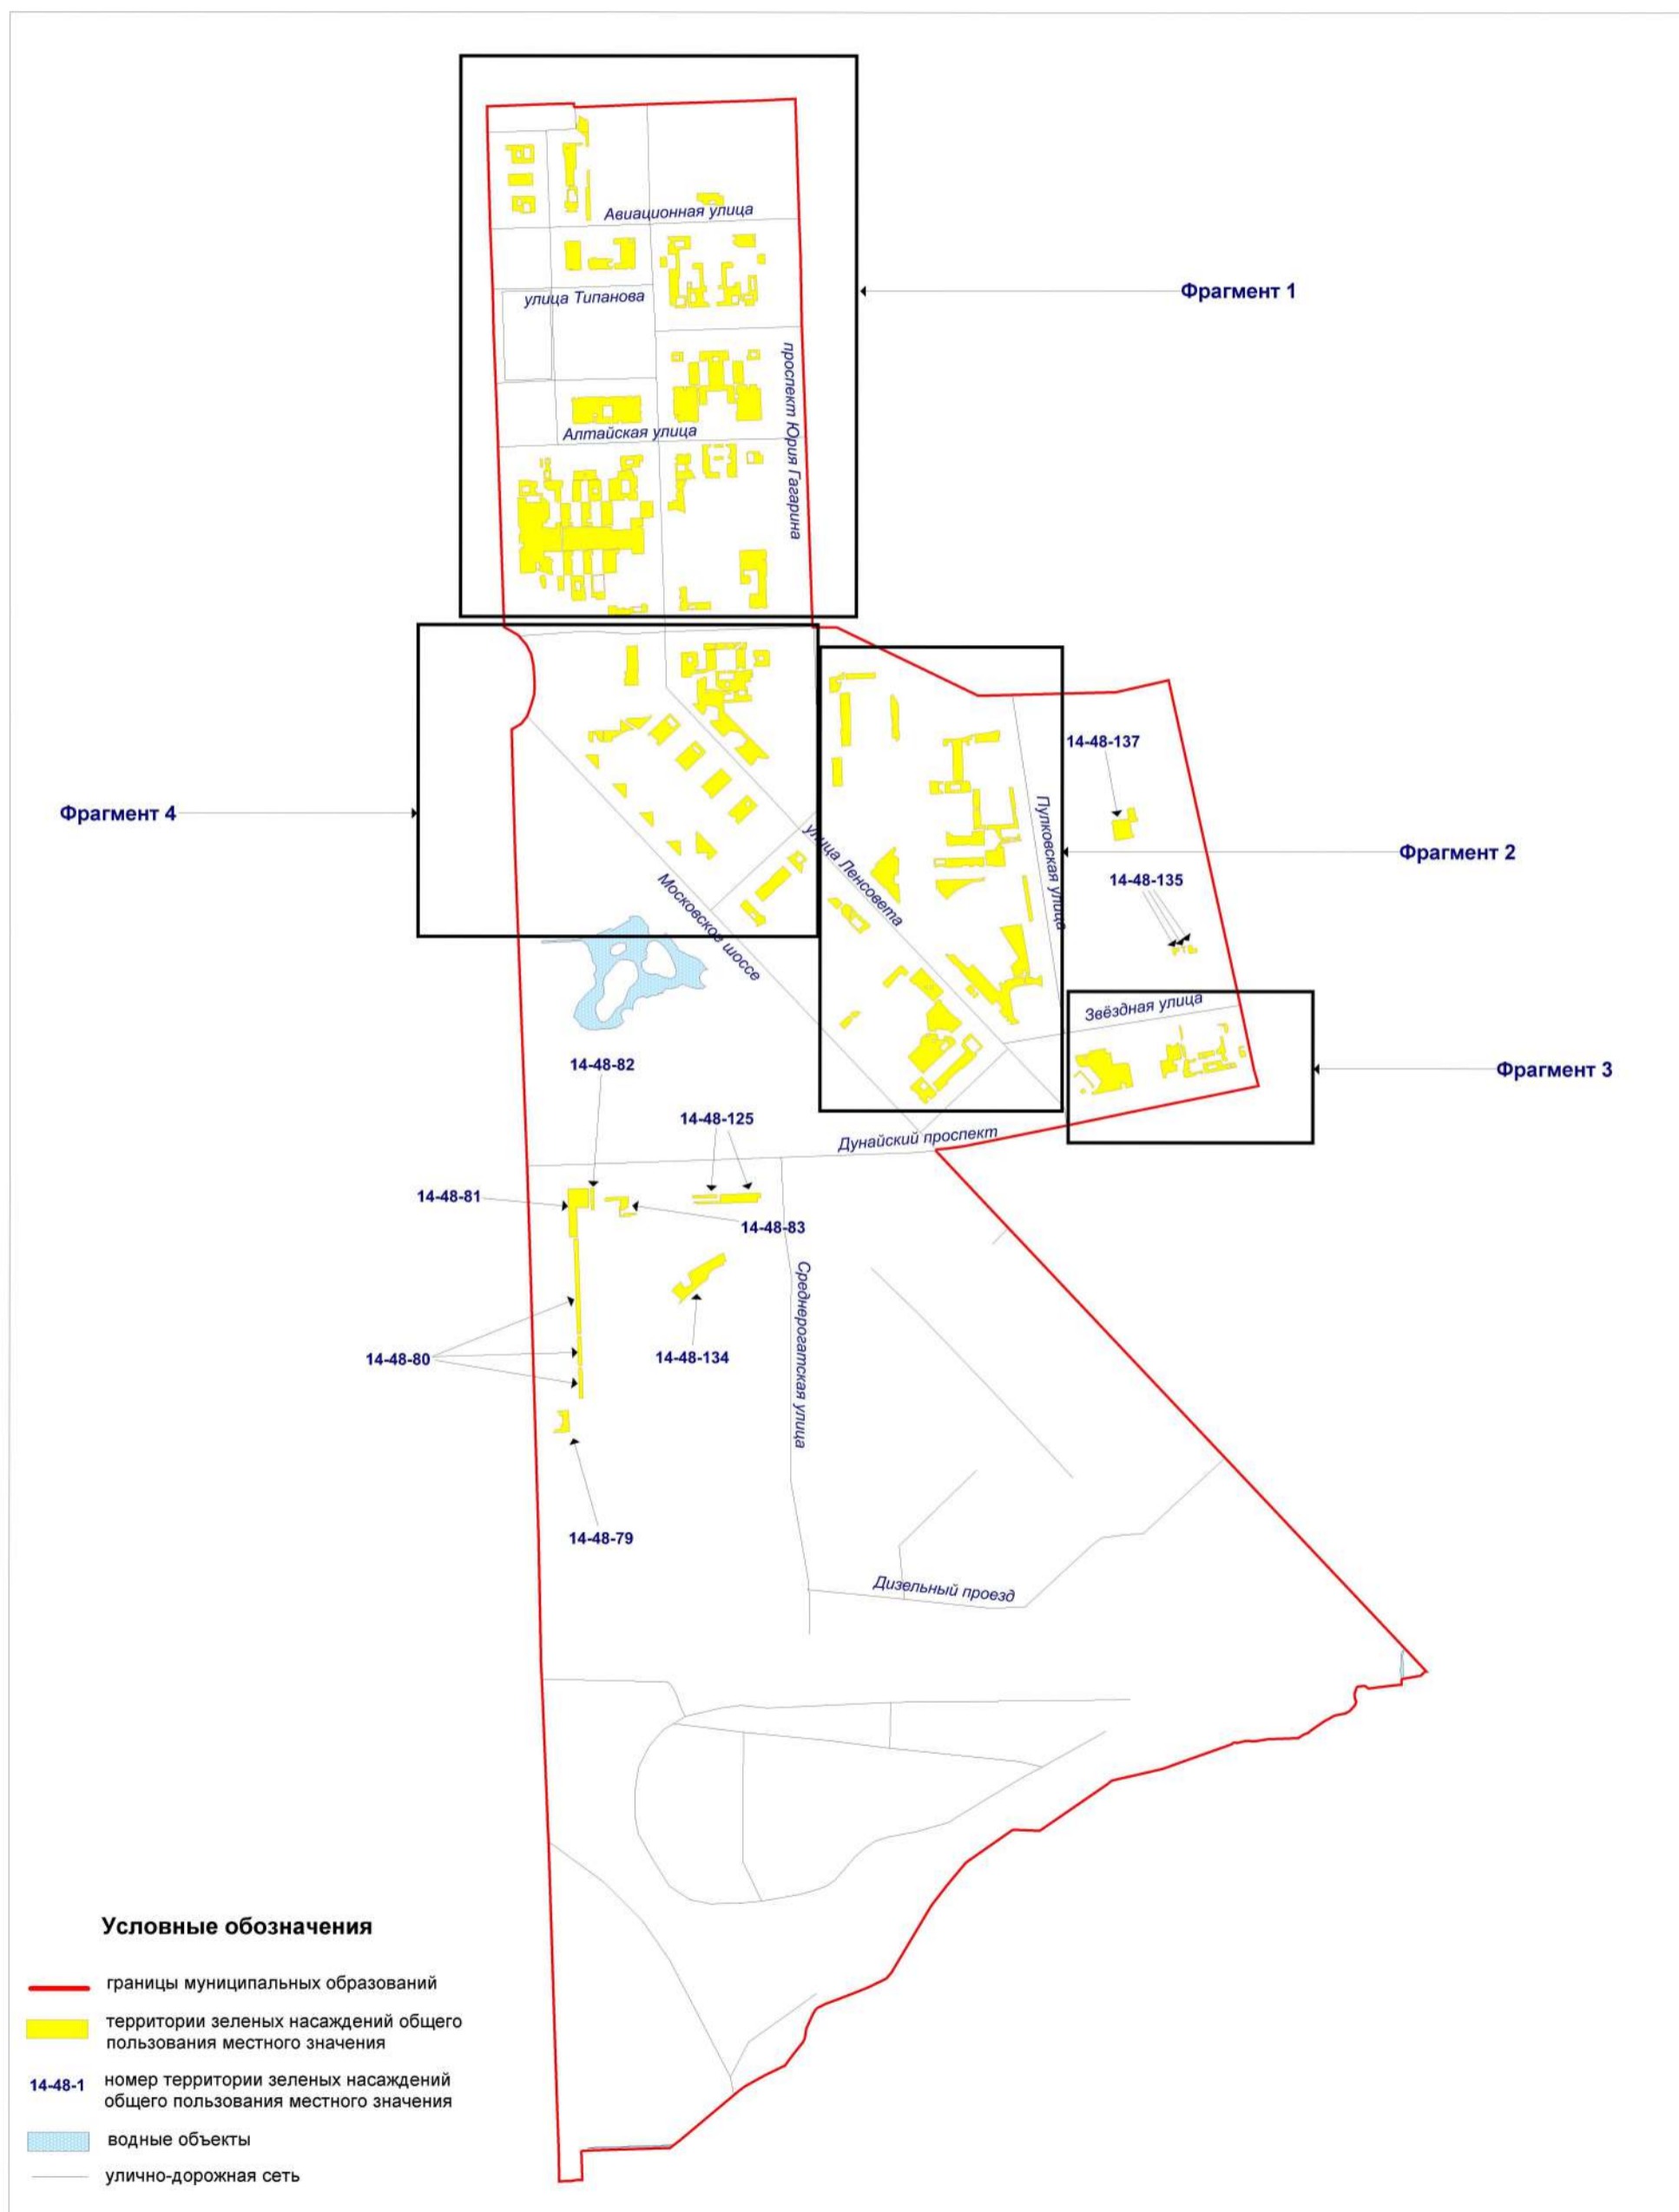 Авиационная улица
Фрагмент 1
улица Типанова
проспект Юрия Гагарина
Алтайская улица
14-48-137
Фрагмент 4
Пулковская улица
улица Ленсовета
Фрагмент 2
14-48-135
Московское шоссе
Звёздная улица
14-48-82
Фрагмент 3
14-48-125
Дунайский проспект
14-48-81
14-48-83
Среднерогатская улица
14-48-80
14-48-134
14-48-79
Дизельный проезд
Условные обозначения
границы муниципальных образований
территории зеленых насаждений общего
пользования местного значения
14-48-1 номер территории зеленых насаждений
общего пользования местного значения
водные объекты
улично-дорожная сеть